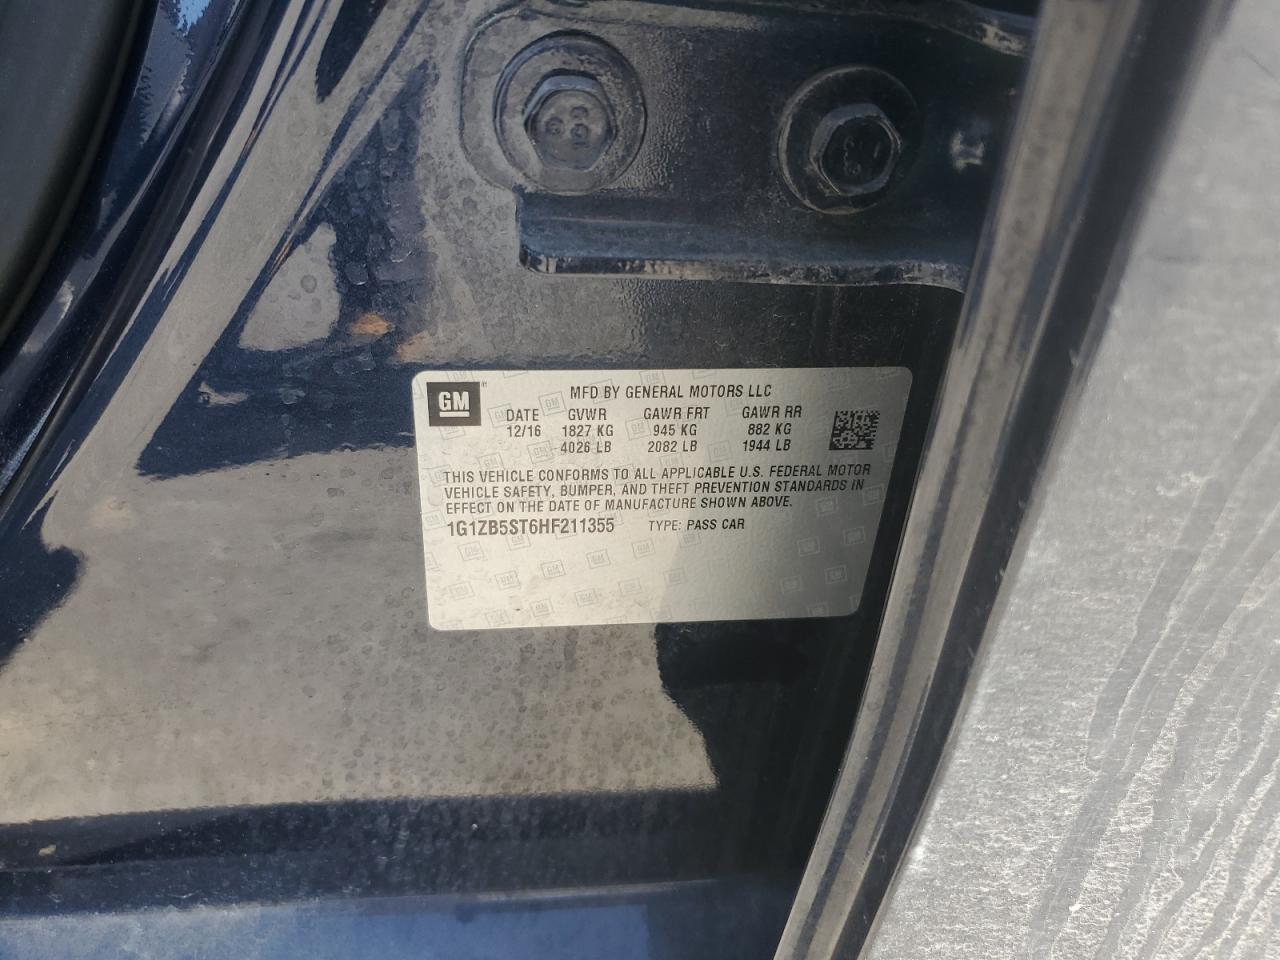 GM
MFD BY GENERAL MOTORS LLC
DATE GVWR GAWR FRT GAWR RR
12/16 1827 KG 945 KG 882 KG
4026 LB 2082 LB 1944 LB
THIS VEHICLE CONFORMS TO ALL APPLICABLE U.S. FEDERAL MOTOR
VEHICLE SAFETY, BUMPER, AND THEFT PREVENTION STANDARDS IN
EFFECT ON THE DATE OF MANUFACTURE SHOWN ABOVE.
1G1ZB5ST6HF211355 TYPE: PASS CAR